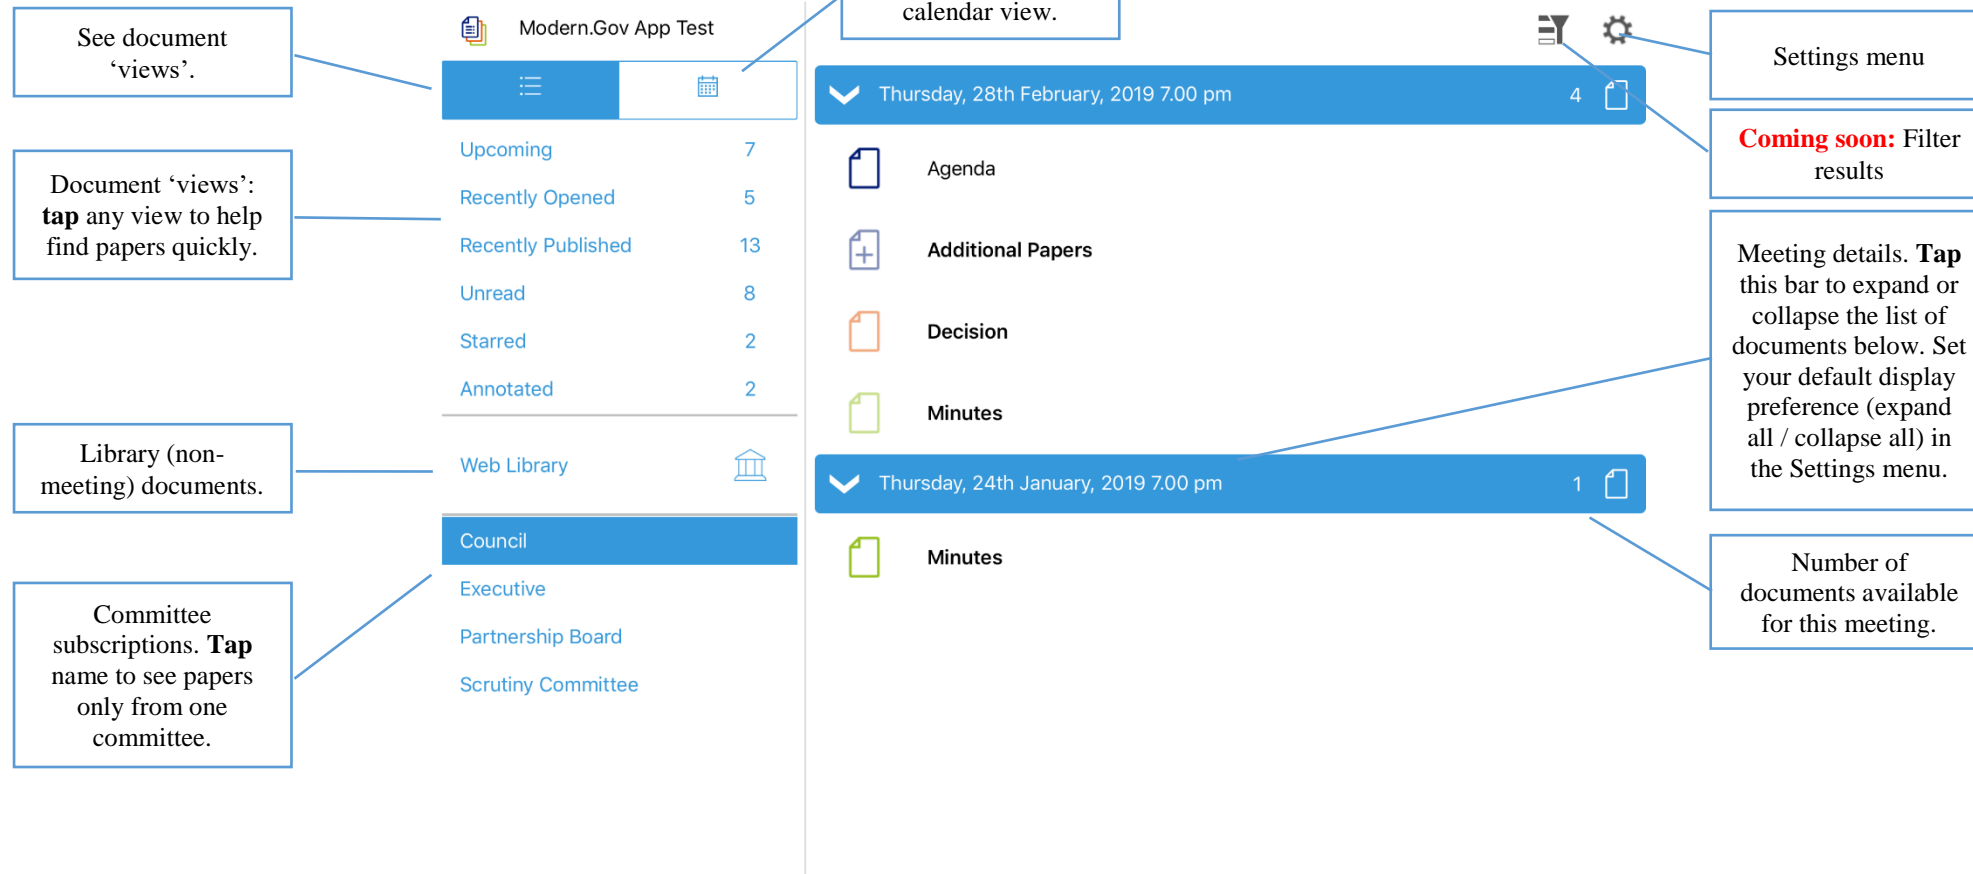 See document
‘views’.
Document ‘views’:
tap any view to help
find papers quickly.
Library (non-
meeting) documents.
Committee
subscriptions. Tap
name to see papers
only from one
committee.
Modern.Gov App Test
Upcoming 7
Recently Opened 5
Recently Published 13
Unread 8
Starred 2
Annotated 2
Web Library
Council
Executive
Partnership Board
Scrutiny Committee
calendar view.
Thursday, 28th February, 2019 7.00 pm 4
Agenda
Additional Papers
Decision
Minutes
Thursday, 24th January, 2019 7.00 pm 1
Minutes
Settings menu
Coming soon: Filter
results
Meeting details. Tap
this bar to expand or
collapse the list of
documents below. Set
your default display
preference (expand
all / collapse all) in
the Settings menu.
Number of
documents available
for this meeting.